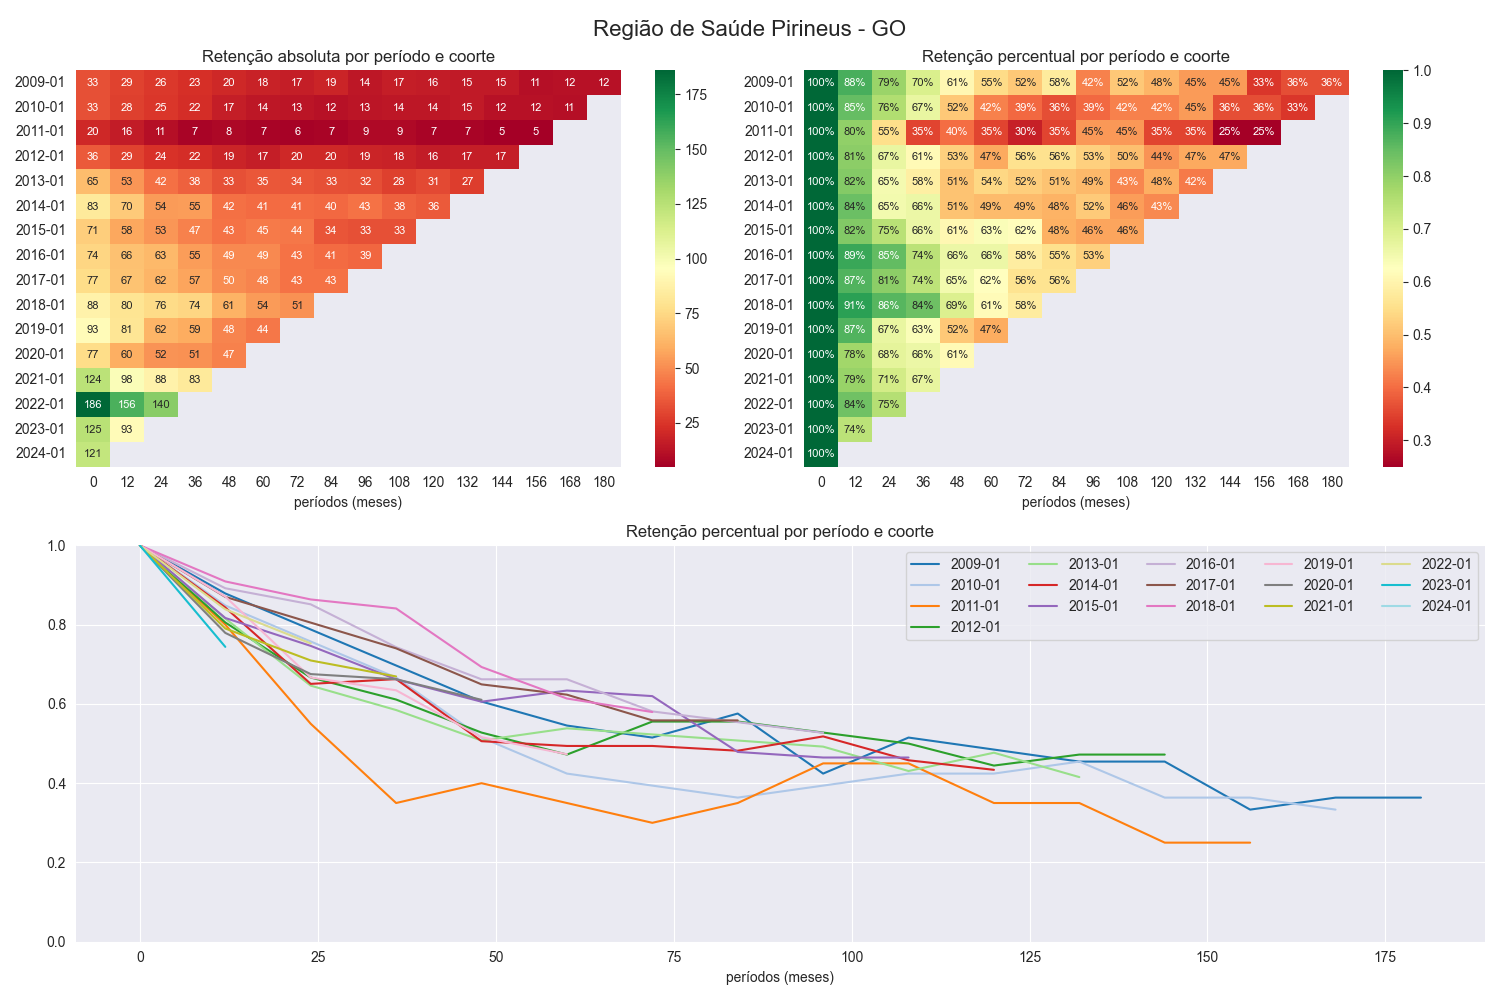 Região de Saúde Pirineus - GO
Retenção absoluta por período e coorte
2009-01 33 29 26 23 20 18 17 19 14 17 16 15 15 11 12 12
2010-01 33 28 25 22 17 14 13 12 13 14 14 15 12 12 11
2011-01 20 16 11 7 8 7 6 7 9 9 7 7 5 5
2012-01 36 29 24 22 19 17 20 20 19 18 16 17 17
2013-01 65 53 42 38 33 35 34 33 32 28 31 27
2014-01 83 70 54 55 42 41 41 40 43 38 36
2015-01 71 58 53 47 43 45 44 34 33 33
2016-01 74 66 63 55 49 49 43 41 39
2017-01 77 67 62 57 50 48 43 43
2018-01 88 80 76 74 61 54 51
2019-01 93 81 62 59 48 44
2020-01 77 60 52 51 47
2021-01 124 98 88 83
2022-01 186 156 140
2023-01 125 93
2024-01 121
0 12 24 36 48 60 72 84 96 108 120 132 144 156 168 180
períodos (meses)
175
150
125
100
75
50
25
Retenção percentual por período e coorte
2009-01 100% 88% 79% 70% 61% 55% 52% 58% 42% 52% 48% 45% 45% 33% 36% 36%
2010-01 100% 85% 76% 67% 52% 42% 39% 36% 39% 42% 42% 45% 36% 36% 33%
2011-01 100% 80% 55% 35% 40% 35% 30% 35% 45% 45% 35% 35% 25% 25%
2012-01 100% 81% 67% 61% 53% 47% 56% 56% 53% 50% 44% 47% 47%
2013-01 100% 82% 65% 58% 51% 54% 52% 51% 49% 43% 48% 42%
2014-01 100% 84% 65% 66% 51% 49% 49% 48% 52% 46% 43%
2015-01 100% 82% 75% 66% 61% 63% 62% 48% 46% 46%
2016-01 100% 89% 85% 74% 66% 66% 58% 55% 53%
2017-01 100% 87% 81% 74% 65% 62% 56% 56%
2018-01 100% 91% 86% 84% 69% 61% 58%
2019-01 100% 87% 67% 63% 52% 47%
2020-01 100% 78% 68% 66% 61%
2021-01 100% 79% 71% 67%
2022-01 100% 84% 75%
2023-01 100% 74%
2024-01 100%
0 12 24 36 48 60 72 84 96 108 120 132 144 156 168 180
períodos (meses)
1.0
0.9
0.8
0.7
0.6
0.5
0.4
0.3
Retenção percentual por período e coorte
1.0
0.8
0.6
0.4
0.2
0.0
2009-01 2013-01 2016-01 2019-01 2022-01
2010-01 2014-01 2017-01 2020-01 2023-01
2011-01 2015-01 2018-01 2021-01 2024-01
2012-01
0 25 50 75 100 125 150 175
períodos (meses)